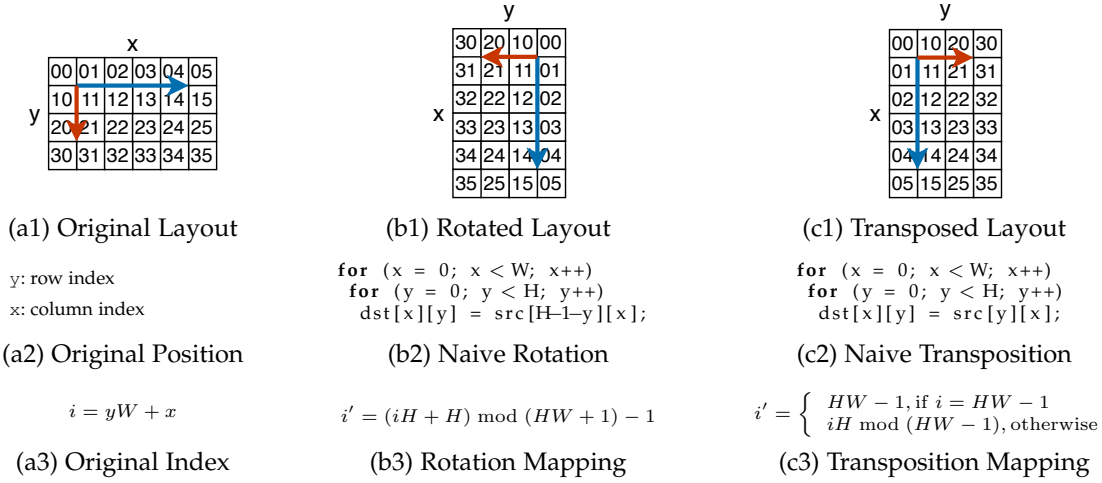 x
y
00 01 02 03 04 05
10 11 12 13 14 15
20 21 22 23 24 25
30 31 32 33 34 35
(a1) Original Layout
y: row index
x: column index
(a2) Original Position
i = yW + x
(a3) Original Index
y
x
30 20 10 00
31 21 11 01
32 22 12 02
33 23 13 03
34 24 14 04
35 25 15 05
(b1) Rotated Layout
for (x = 0; x < W; x++)
for (y = 0; y < H; y++)
dst[x][y] = src[H-1-y][x];
(b2) Naive Rotation
i′ = (iH + H) mod (HW + 1) − 1
(b3) Rotation Mapping
y
x
00 10 20 30
01 11 21 31
02 12 22 32
03 13 23 33
04 14 24 34
05 15 25 35
(c1) Transposed Layout
for (x = 0; x < W; x++)
for (y = 0; y < H; y++)
dst[x][y] = src[y][x];
(c2) Naive Transposition
i′ = { HW − 1, if i = HW − 1
iH mod (HW − 1), otherwise
(c3) Transposition Mapping